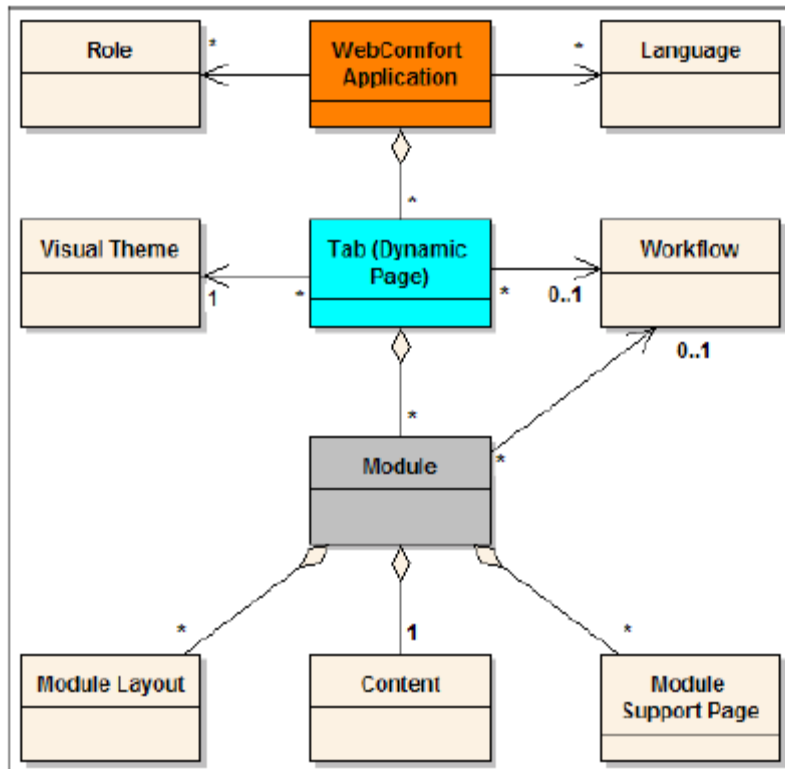 Role
*
WebComfort
Application
*
Language
*
Visual Theme
1
*
Tab (Dynamic
Page)
*
0..1
Workflow
0..1
*
Module
*
*
1
*
Module Layout
Content
Module
Support Page